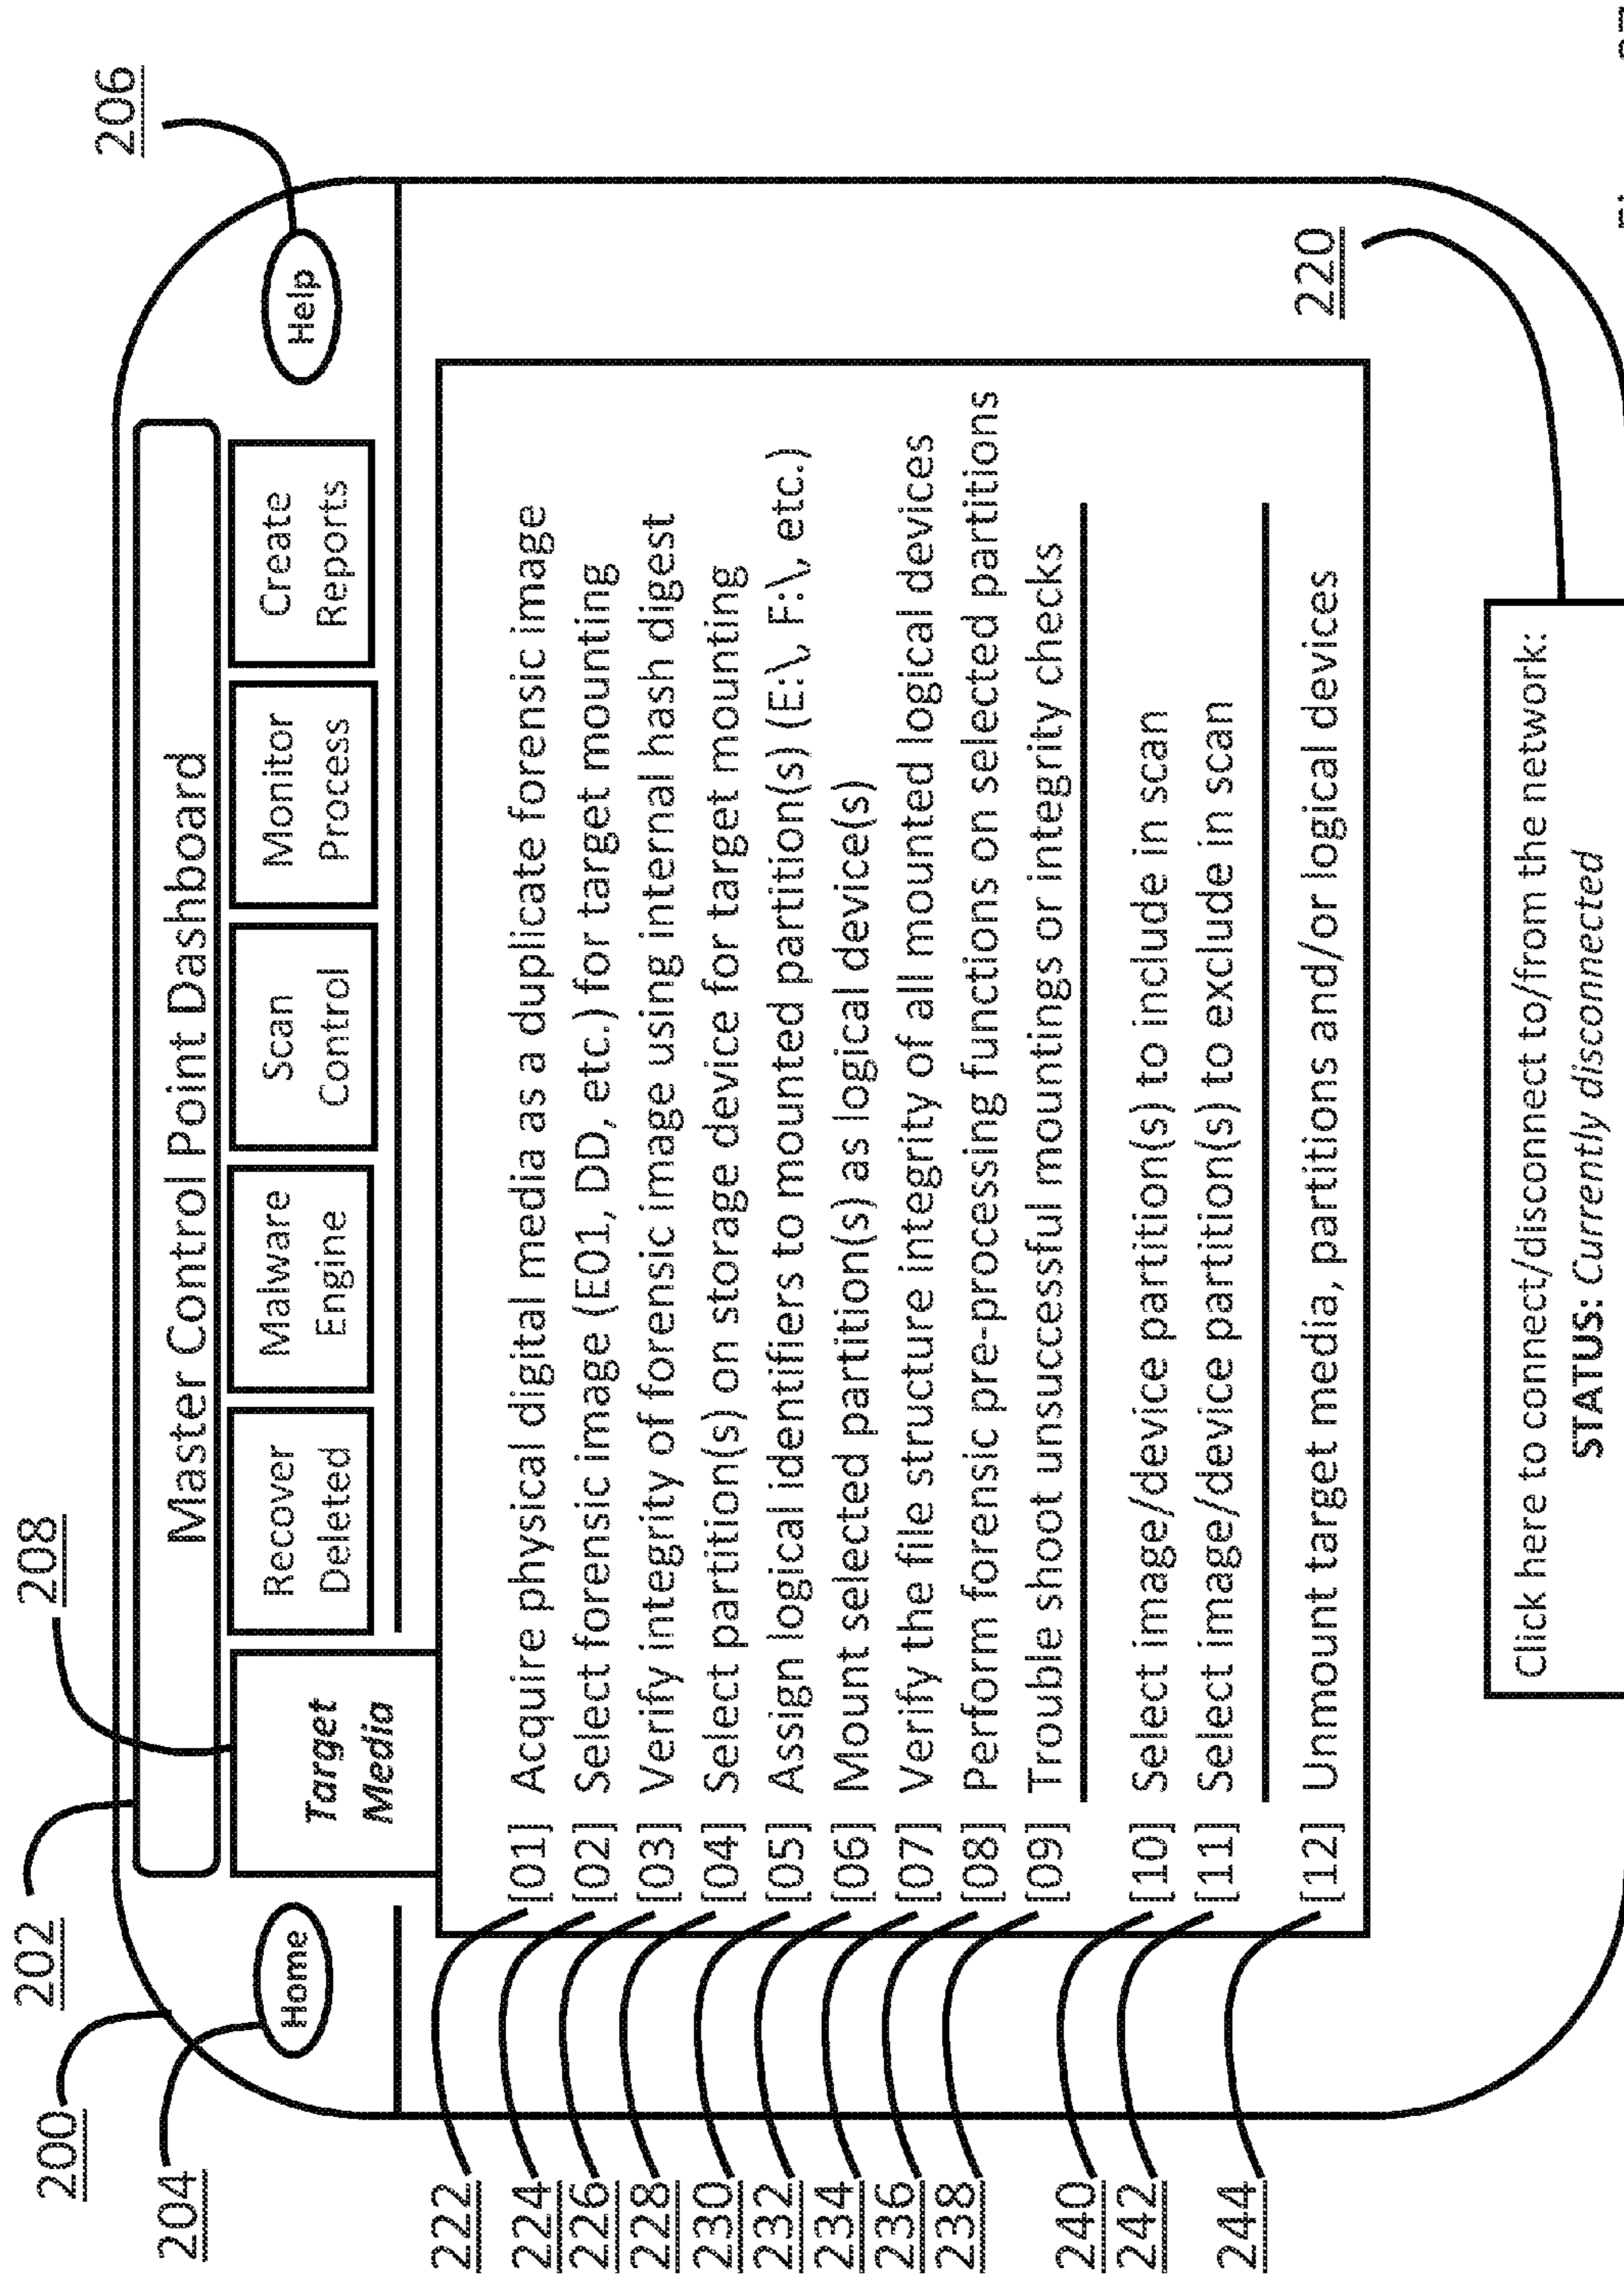 208
202
200
204
206
Master Control Point Dashboard
Home
Target
Media
Recover
Deleted
Malware
Engine
Scan
Control
Monitor
Process
Create
Reports
Help
222 [01] Acquire physical digital media as a duplicate forensic image
224 [02] Select forensic image (E01, DD, etc.) for target mounting
226 [03] Verify integrity of forensic image using internal hash digest
228 [04] Select partition(s) on storage device for target mounting
230 [05] Assign logical identifiers to mounted partition(s) (E:\, F:\, etc.)
232 [06] Mount selected partition(s) as logical device(s)
234 [07] Verify the file structure integrity of all mounted logical devices
236 [08] Perform forensic pre-processing functions on selected partitions
238 [09] Trouble shoot unsuccessful mountings or integrity checks
240 [10] Select image/device partition(s) to include in scan
242 [11] Select image/device partition(s) to exclude in scan
244 [12] Unmount target media, partitions and/or logical devices
220
Click here to connect/disconnect to/from the network:
STATUS: Currently disconnected